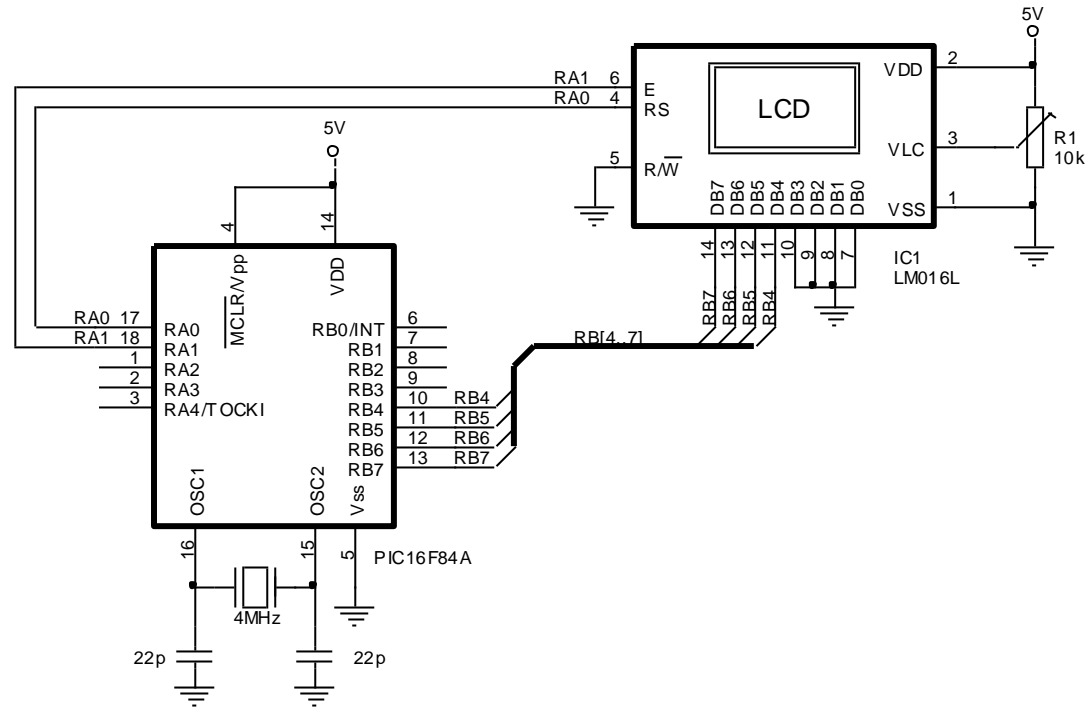 5V
RA1 6
E
RA0 4
RS
LCD
VDD
2
VLC
3
R1
10k
5
R/W
DB7
DB6
DB5
DB4
DB3
DB2
DB1
DB0
VSS
1
14
13
12
11
10
9
8
7
IC1
LM016L
RB7
RB6
RB5
RB4
RB[4..7]
5V
4
14
MCLR/Vpp
VDD
RA0 17
RA0
RA1 18
RA1
1
RA2
2
RA3
3
RA4/TOCKI
RB0/INT
6
RB1
7
RB2
8
RB3
9
RB4
10
RB4
RB5
11
RB5
RB6
12
RB6
RB7
13
RB7
OSC1
OSC2
Vss
16
15
5
PIC16F84A
4MHz
22p
22p